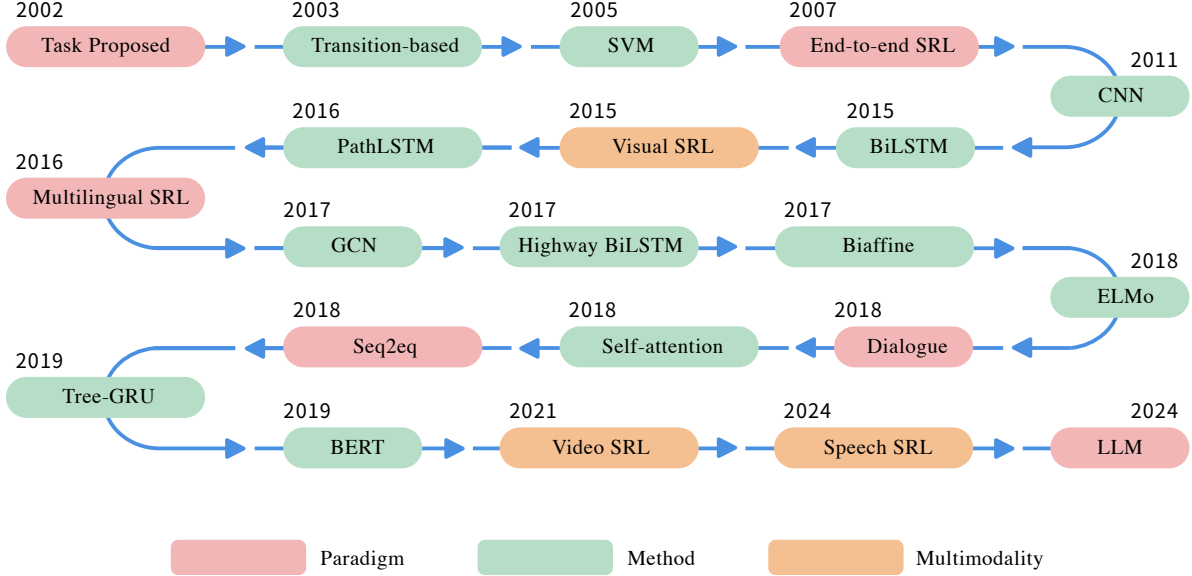 2002
Task Proposed
2003
Transition-based
2005
SVM
2007
End-to-end SRL
2011
CNN
2015
BiLSTM
2015
Visual SRL
2016
PathLSTM
2016
Multilingual SRL
2017
GCN
2017
Highway BiLSTM
2017
Biaffine
2018
ELMo
2018
Dialogue
2018
Self-attention
2018
Seq2eq
2019
Tree-GRU
2019
BERT
2021
Video SRL
2024
Speech SRL
2024
LLM
Paradigm
Method
Multimodality